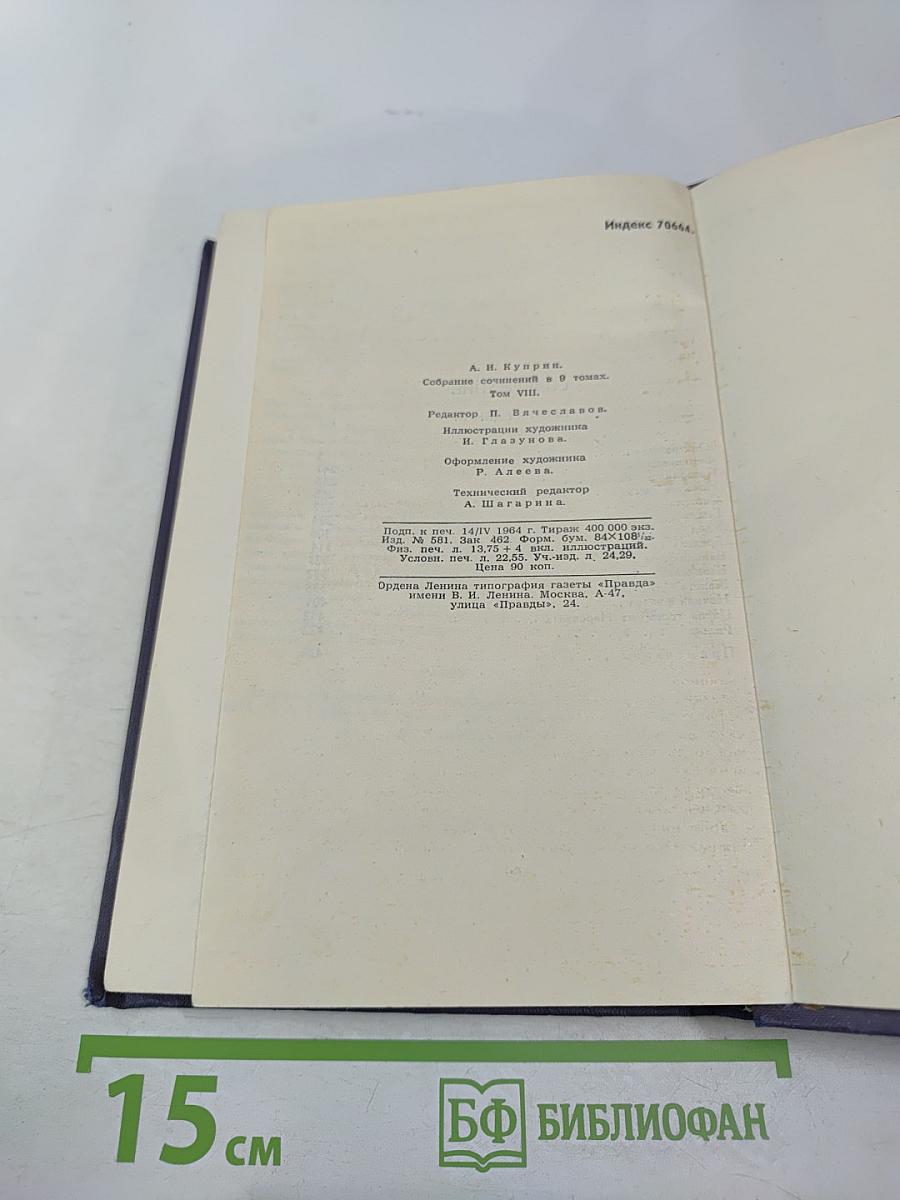 Индекс 70664.
А. И. Куприн.
Собрание сочинений в 9 томах.
Том VIII.
Редактор П. Вячеславов.
Иллюстрации художника
И. Глазунова.
Оформление художника
Р. Алеева.
Технический редактор
А. Шагарина.
Подп. к печ. 14/IV 1964 г. Тираж 400 000 экз.
Изд. № 581. Зак 462. Форм. бум. 84×108¹/₃₂.
Физ. печ. л. 13,75 + 4 вкл. иллюстраций.
Условн. печ. л. 22,55. Уч.-изд. л. 24,29.
Цена 90 коп.
Ордена Ленина типография газеты «Правда»
имени В. И. Ленина. Москва, А-47,
улица «Правды», 24.
15 см
БФ БИБЛИОФАН